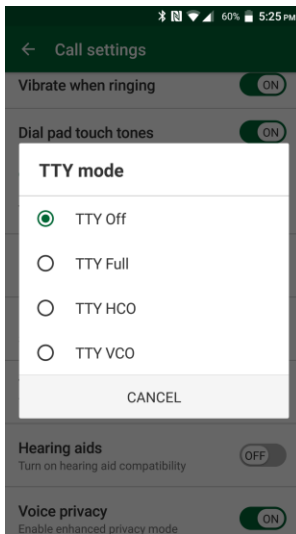 60% 5:25 PM
Call settings
Vibrate when ringing
ON
Dial pad touch tones
ON
TTY mode
TTY Off
TTY Full
TTY HCO
TTY VCO
CANCEL
Hearing aids
Turn on hearing aid compatibility
OFF
Voice privacy
Enable enhanced privacy mode
ON